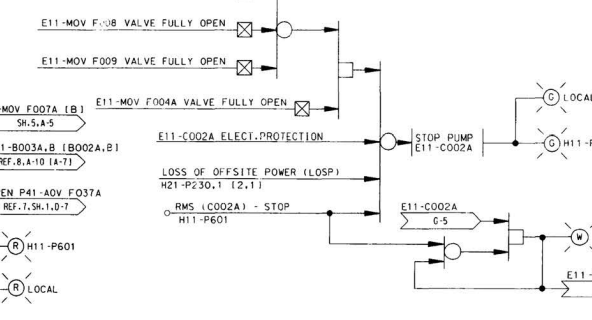 E11-MOV F008 VALVE FULLY OPEN
E11-MOV F009 VALVE FULLY OPEN
MOV F007A [B]
SH.5,A-5
E11-MOV F004A VALVE FULLY OPEN
G LOCAL
E11-C002A ELECT.PROTECTION
STOP PUMP
E11-C002A
G H11-P
1-B003A,B [B002A,B]
REF.8,A-10 [A-7]
LOSS OF OFFSITE POWER (LOSP)
H21-P230,1 [2,1]
EN P41-AOV F037A
REF.7,SH.1,D-7
RMS (C002A) - STOP
H11-P601
E11-C002A
G-5
W
R H11-P601
E11-
R LOCAL